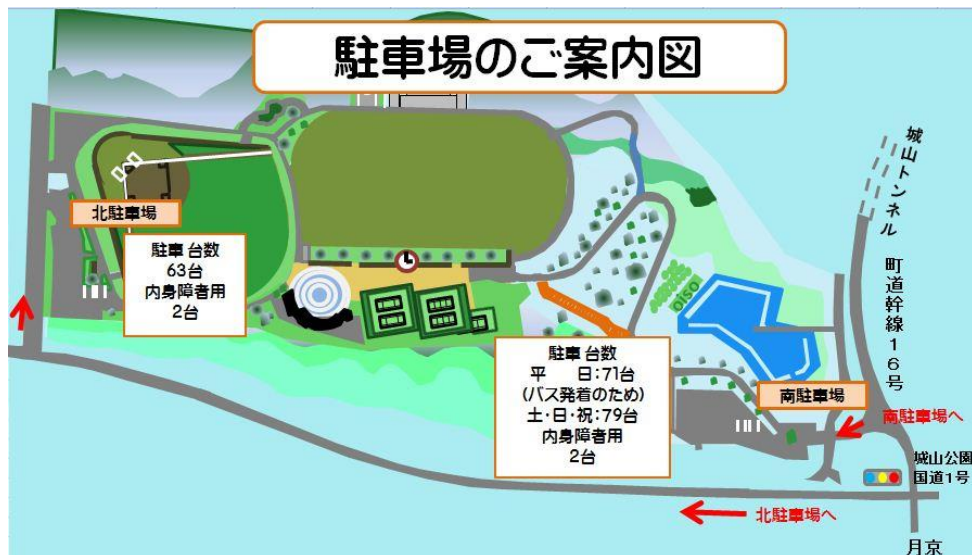 駐車場のご案内図
北駐車場
駐車台数
63台
内身障者用
2台
oiso
駐車台数
平　日:71台
(バス発着のため)
土・日・祝:79台
内身障者用
2台
南駐車場
城山トンネル
町道幹線16号
南駐車場へ
城山公園
国道1号
北駐車場へ
月京